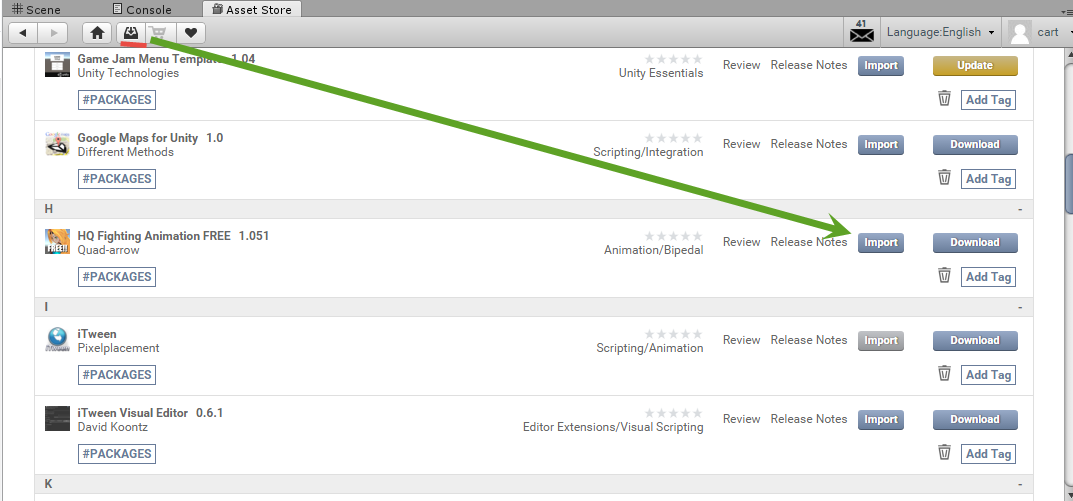 Scene Console Asset Store
41
Language:English cart
Game Jam Menu Template 1.04
Unity Technologies
Unity Essentials
Review Release Notes Import Update
#PACKAGES
Add Tag
Google Maps for Unity 1.0
Different Methods
Scripting/Integration
Review Release Notes Import Download
#PACKAGES
Add Tag
H -
HQ Fighting Animation FREE 1.051
Quad-arrow
FREE!!
Animation/Bipedal
Review Release Notes Import Download
#PACKAGES
Add Tag
I -
iTween
Pixelplacement
iTween
Scripting/Animation
Review Release Notes Import Download
#PACKAGES
Add Tag
iTween Visual Editor 0.6.1
David Koontz
Editor Extensions/Visual Scripting
Review Release Notes Import Download
#PACKAGES
Add Tag
K -